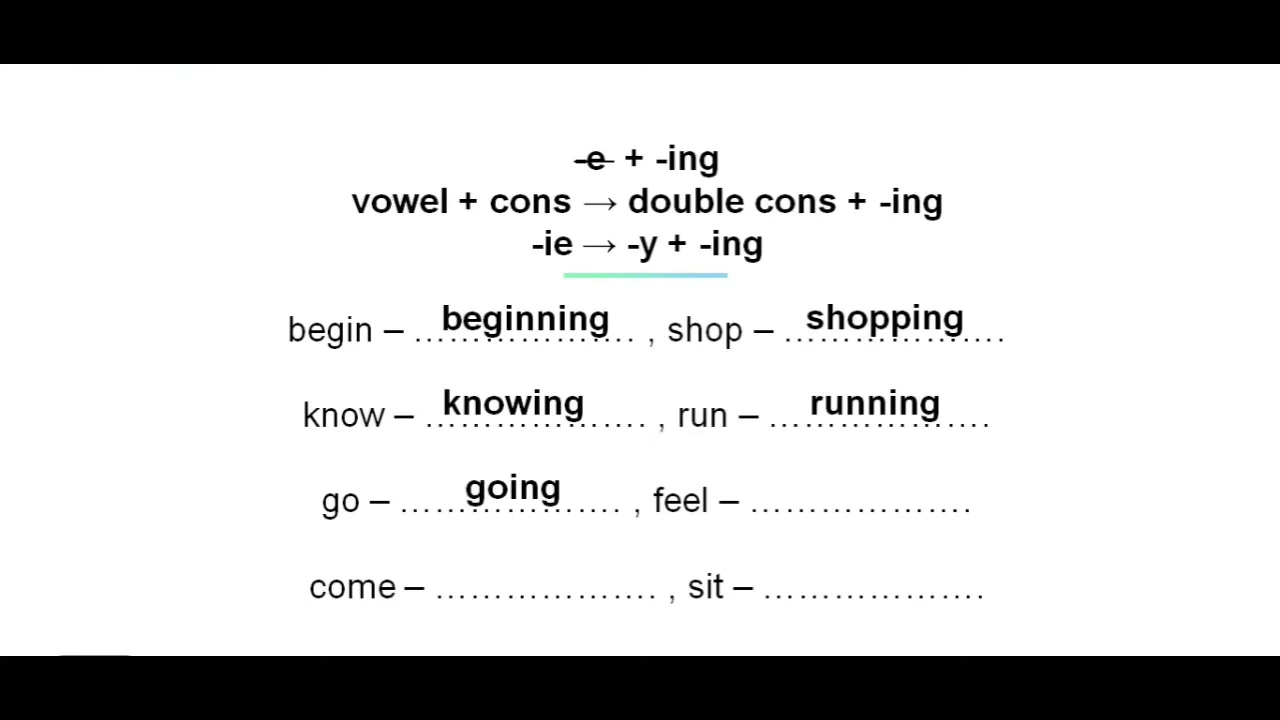 -e + -ing
vowel + cons → double cons + -ing
-ie → -y + -ing
begin – ...beginning... , shop – ...shopping...
know – ...knowing... , run – ...running...
go – ...going... , feel – ……………….
come – ………………. , sit – ……………….